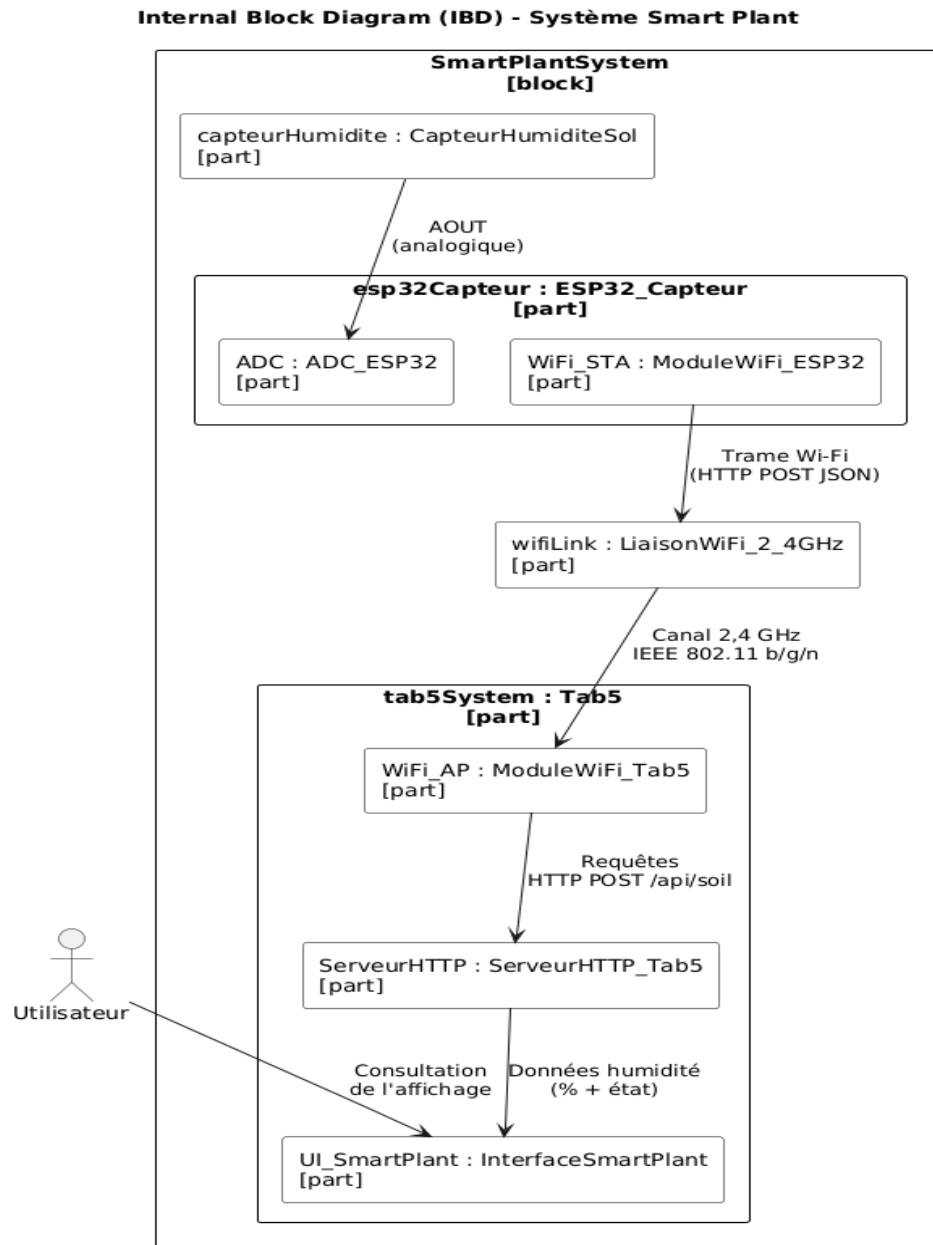 Internal Block Diagram (IBD) - Système Smart Plant
SmartPlantSystem
[block]
capteurHumidite : CapteurHumiditeSol
[part]
AOUT
(analogique)
esp32Capteur : ESP32_Capteur
[part]
ADC : ADC_ESP32
[part]
WiFi_STA : ModuleWiFi_ESP32
[part]
Trame Wi-Fi
(HTTP POST JSON)
wifiLink : LiaisonWiFi_2_4GHz
[part]
Canal 2,4 GHz
IEEE 802.11 b/g/n
tab5System : Tab5
[part]
WiFi_AP : ModuleWiFi_Tab5
[part]
Requêtes
HTTP POST /api/soil
ServeurHTTP : ServeurHTTP_Tab5
[part]
Utilisateur
Consultation
de l'affichage
Données humidité
(% + état)
UI_SmartPlant : InterfaceSmartPlant
[part]